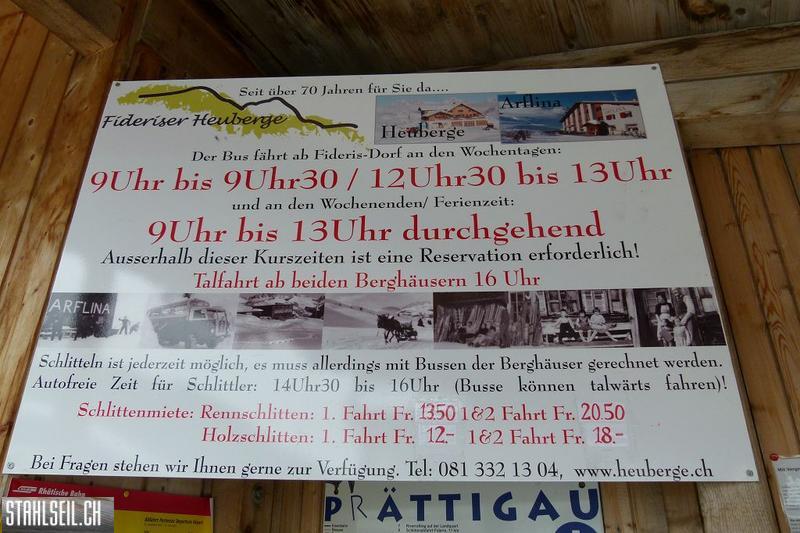 Seit über 70 Jahren für Sie da....
Fideriser Heuberge
Heuberge
Arflina
Der Bus fährt ab Fideris-Dorf an den Wochentagen:
9Uhr bis 9Uhr30 / 12Uhr30 bis 13Uhr
und an den Wochenenden/ Ferienzeit:
9Uhr bis 13Uhr durchgehend
Ausserhalb dieser Kurszeiten ist eine Reservation erforderlich!
Talfahrt ab beiden Berghäusern 16 Uhr
ARFLINA
Schlitteln ist jederzeit möglich, es muss allerdings mit Bussen der Berghäuser gerechnet werden.
Autofreie Zeit für Schlittler: 14Uhr30 bis 16Uhr (Busse können talwärts fahren)!
Schlittenmiete: Rennschlitten: 1. Fahrt Fr. 13.50 1&2 Fahrt Fr. 20.50
Holzschlitten: 1. Fahrt Fr. 12.- 1&2 Fahrt Fr. 18.-
Bei Fragen stehen wir Ihnen gerne zur Verfügung. Tel: 081 332 13 04, www.heuberge.ch
Rhätische Bahn
PRÄTTIGAU
STAHLSEIL.CH